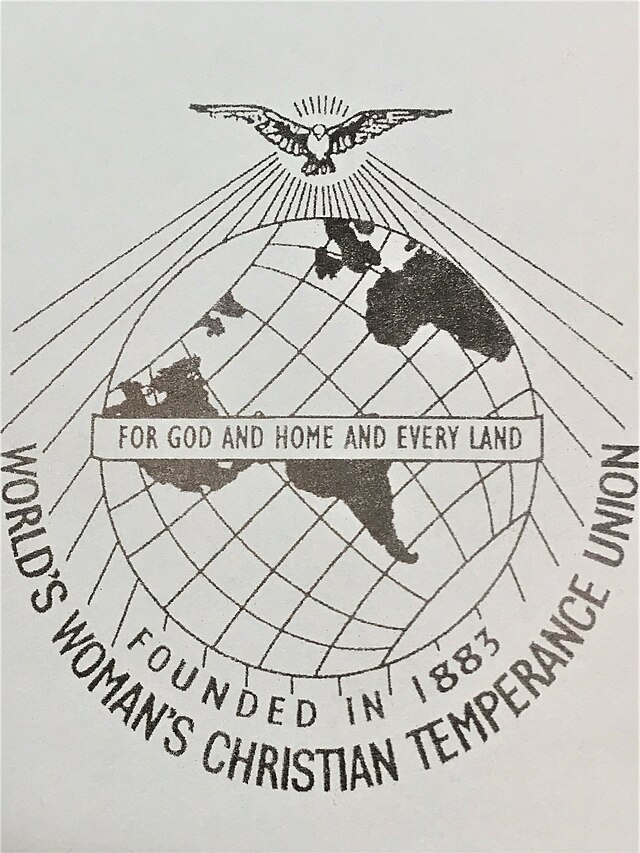 FOR GOD AND HOME AND EVERY LAND
FOUNDED IN 1883
WORLD'S WOMAN'S CHRISTIAN TEMPERANCE UNION